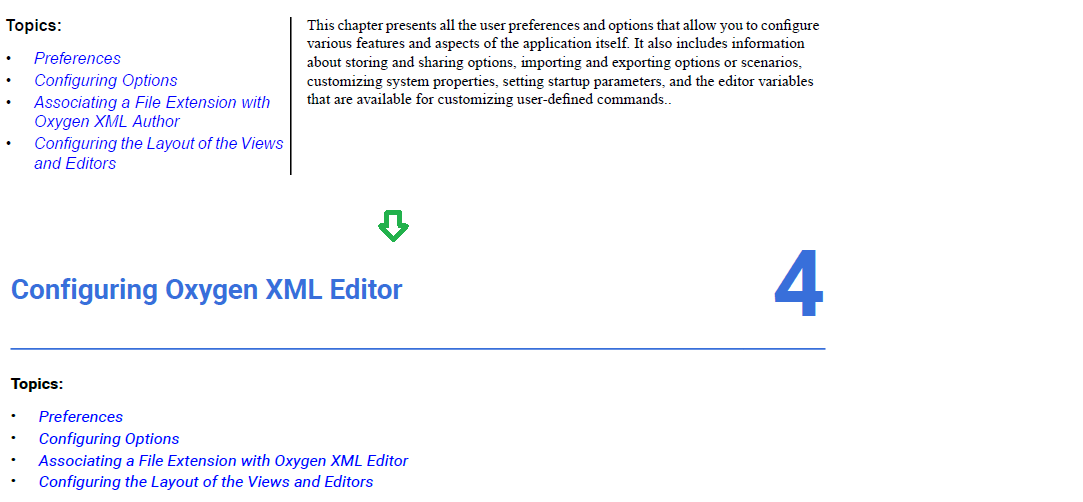 Topics:
• Preferences
• Configuring Options
• Associating a File Extension with
Oxygen XML Author
• Configuring the Layout of the Views
and Editors
This chapter presents all the user preferences and options that allow you to configure
various features and aspects of the application itself. It also includes information
about storing and sharing options, importing and exporting options or scenarios,
customizing system properties, setting startup parameters, and the editor variables
that are available for customizing user-defined commands..
Configuring Oxygen XML Editor
4
Topics:
• Preferences
• Configuring Options
• Associating a File Extension with Oxygen XML Editor
• Configuring the Layout of the Views and Editors